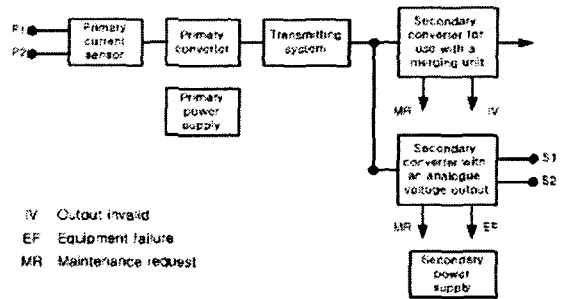 P1
P2
Primary
current
sensor
Primary
converter
Transmitting
system
Secondary
converter for
use with a
merging unit
MR
IV
Primary
power
supply
Secondary
converter with
an analogue
voltage output
S1
S2
MR
EF
Secondary
power
supply
IV Output invalid
EF Equipment failure
MR Maintenance request